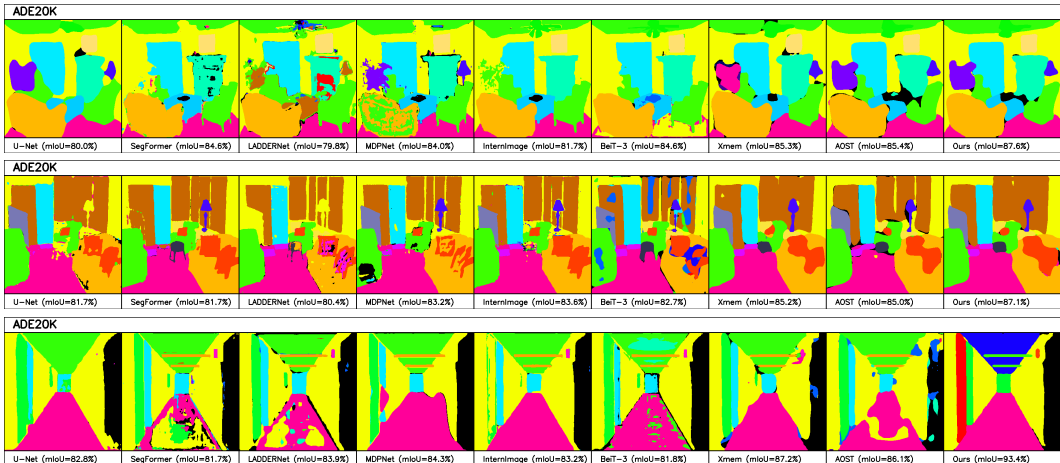 ADE20K
U-Net (mIoU=80.0%) SegFormer (mIoU=84.6%) LADDERNet (mIoU=79.8%) MDPNet (mIoU=84.0%) InternImage (mIoU=81.7%) BeiT-3 (mIoU=84.6%) Xmem (mIoU=85.3%) AOST (mIoU=85.4%) Ours (mIoU=87.6%)
ADE20K
U-Net (mIoU=81.7%) SegFormer (mIoU=81.7%) LADDERNet (mIoU=80.4%) MDPNet (mIoU=83.2%) InternImage (mIoU=83.6%) BeiT-3 (mIoU=82.7%) Xmem (mIoU=85.2%) AOST (mIoU=85.0%) Ours (mIoU=87.1%)
ADE20K
U-Net (mIoU=82.8%) SegFormer (mIoU=81.7%) LADDERNet (mIoU=83.9%) MDPNet (mIoU=84.3%) InternImage (mIoU=83.2%) BeiT-3 (mIoU=81.8%) Xmem (mIoU=87.2%) AOST (mIoU=86.1%) Ours (mIoU=93.4%)